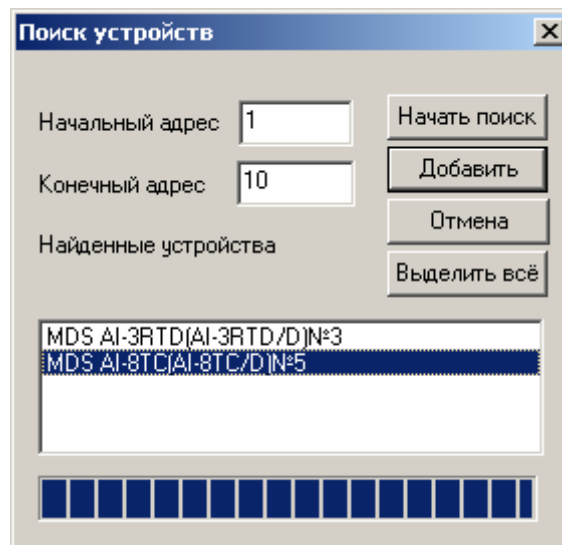 Поиск устройств
Начальный адрес 1 Начать поиск
Конечный адрес 10 Добавить
Отмена
Найденные устройства
Выделить всё
MDS AI-3RTD(AI-3RTD/D)№3
MDS AI-8TC(AI-8TC/D)№5